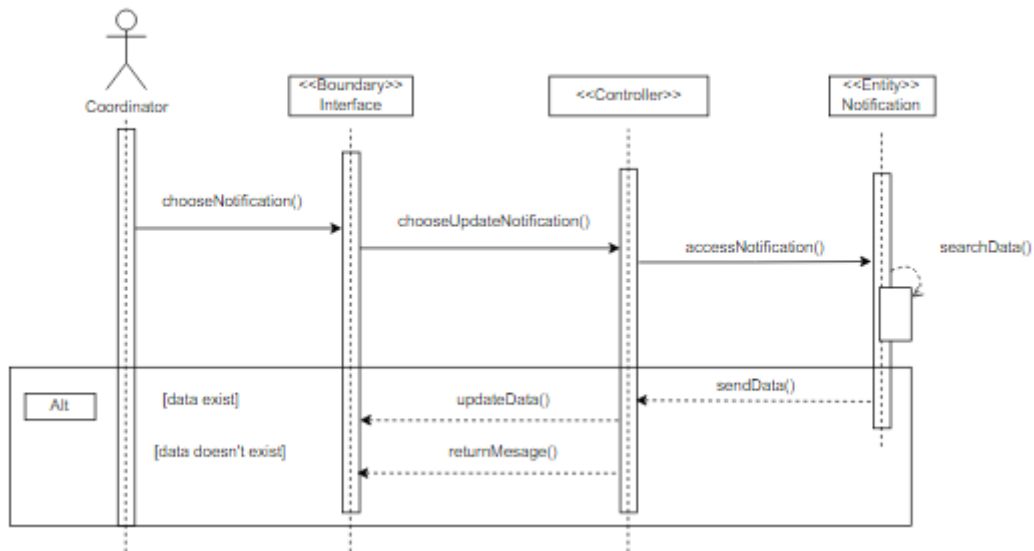 Coordinator
<<Boundary>>
Interface
<<Controller>>
<<Entity>>
Notification
chooseNotification()
chooseUpdateNotification()
accessNotification()
searchData()
Alt
[data exist]
updateData()
sendData()
[data doesn't exist]
returnMesage()